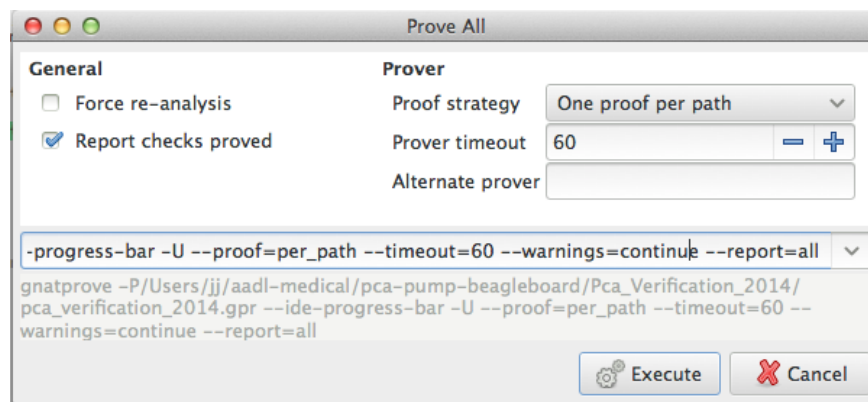 Prove All
General
Prover
Force re-analysis
Proof strategy
One proof per path
Report checks proved
Prover timeout
60
Alternate prover
-progress-bar -U --proof=per_path --timeout=60 --warnings=continue --report=all
gnatprove -P/Users/jj/aadl-medical/pca-pump-beagleboard/Pca_Verification_2014/
pca_verification_2014.gpr --ide-progress-bar -U --proof=per_path --timeout=60 --
warnings=continue --report=all
Execute
Cancel